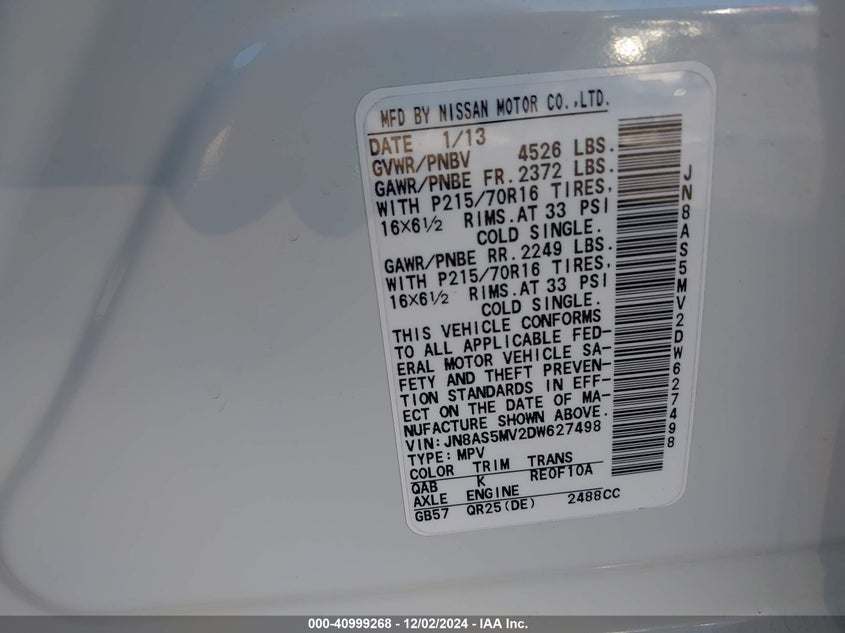 MFD BY NISSAN MOTOR CO.,LTD.
DATE 1/13
GVWR/PNBV 4526 LBS.
GAWR/PNBE FR. 2372 LBS.
WITH P215/70R16 TIRES,
16X6½ RIMS.AT 33 PSI
COLD SINGLE.
GAWR/PNBE RR. 2249 LBS.
WITH P215/70R16 TIRES,
16X6½ RIMS.AT 33 PSI
COLD SINGLE.
THIS VEHICLE CONFORMS
TO ALL APPLICABLE FED-
ERAL MOTOR VEHICLE SA-
FETY AND THEFT PREVEN-
TION STANDARDS IN EFF-
ECT ON THE DATE OF MA-
NUFACTURE SHOWN ABOVE.
VIN: JN8AS5MV2DW627498
TYPE: MPV
COLOR TRIM TRANS
QAB K RE0F10A
AXLE ENGINE
GB57 QR25(DE) 2488CC
JN8AS5MV2DW627498
000-40999268 - 12/02/2024 - IAA Inc.